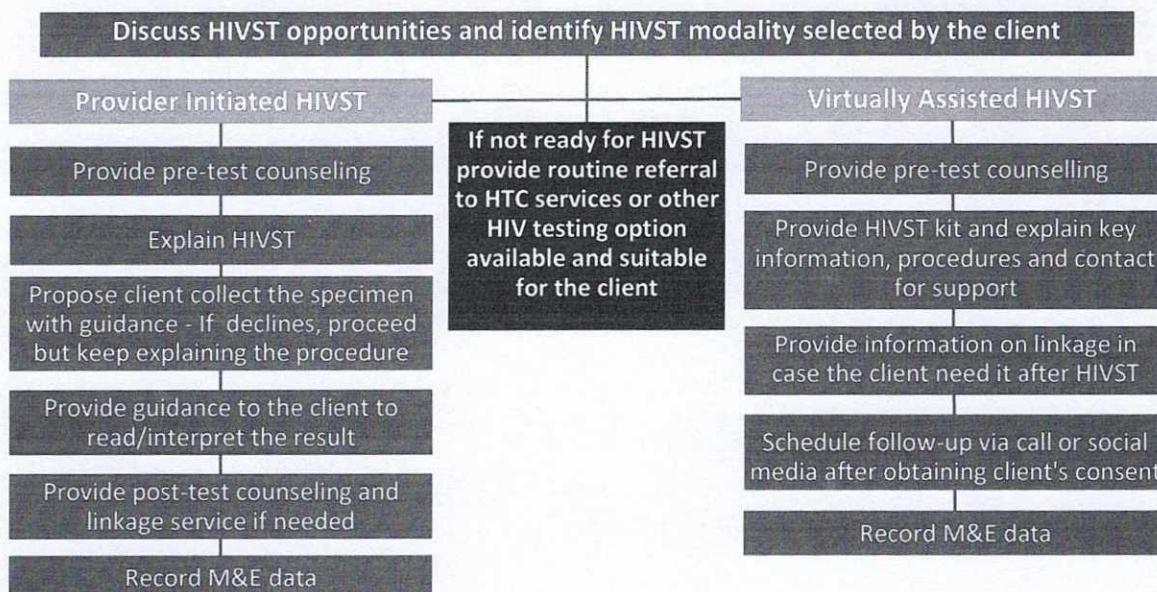 Discuss HIVST opportunities and identify HIVST modality selected by the client
Provider Initiated HIVST
Provide pre-test counseling
Explain HIVST
Propose client collect the specimen
with guidance - If declines, proceed
but keep explaining the procedure
Provide guidance to the client to
read/interpret the result
Provide post-test counseling and
linkage service if needed
Record M&E data
If not ready for HIVST
provide routine referral
to HTC services or other
HIV testing option
available and suitable
for the client
Virtually Assisted HIVST
Provide pre-test counselling
Provide HIVST kit and explain key
information, procedures and contact
for support
Provide information on linkage in
case the client need it after HIVST
Schedule follow-up via call or social
media after obtaining client's consent
Record M&E data